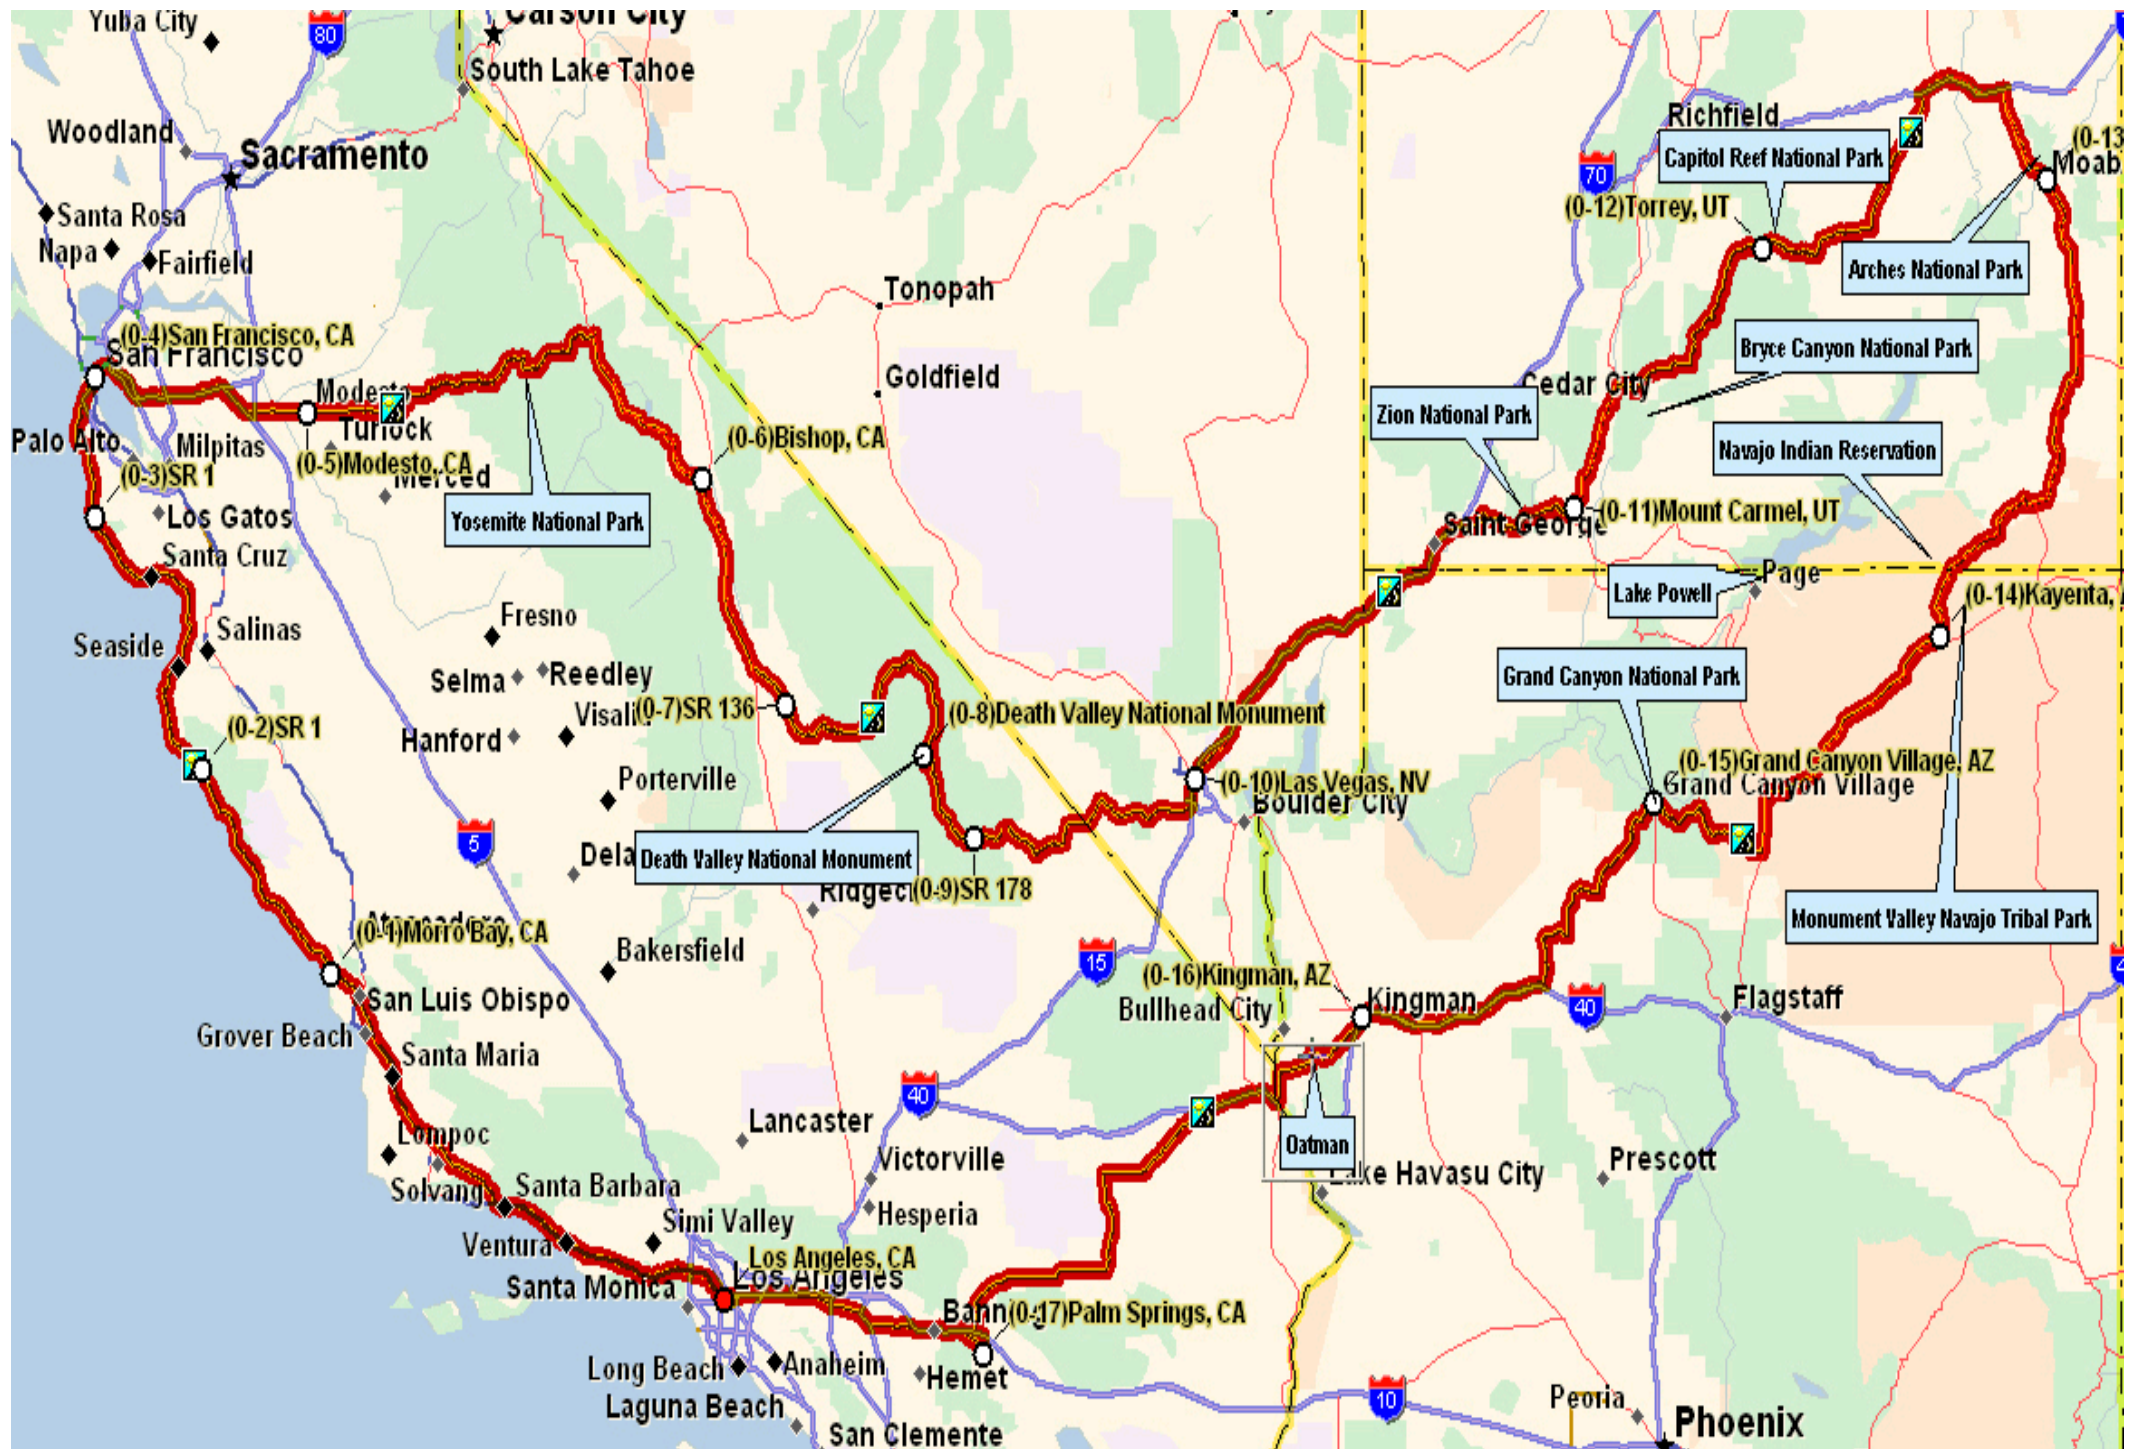 Yuba City
80
Carson City
South Lake Tahoe
Woodland
Sacramento
Richfield
Capitol Reef National Park
(0-13
Moab
70
(0-12)Torrey, UT
Santa Rosa
Napa
Fairfield
Arches National Park
Tonopah
(0-4)San Francisco, CA
San Francisco
Bryce Canyon National Park
Goldfield
Cedar City
Modesto
Zion National Park
Turlock
Palo Alto
Milpitas
(0-6)Bishop, CA
Navajo Indian Reservation
(0-5)Modesto, CA
(0-3)SR 1
Merced
Los Gatos
Yosemite National Park
Saint George
(0-11)Mount Carmel, UT
Santa Cruz
Page
Lake Powell
(0-14)Kayenta,
Fresno
Salinas
Seaside
Selma
Reedley
Grand Canyon National Park
Visali
(0-7)SR 136
(0-8)Death Valley National Monument
(0-2)SR 1
Hanford
(0-15)Grand Canyon Village, AZ
Grand Canyon Village
Porterville
(0-10)Las Vegas, NV
Boulder City
5
Dela
Death Valley National Monument
Ridgec
(0-9)SR 178
Monument Valley Navajo Tribal Park
Atascadero
(0-1)Morro Bay, CA
Bakersfield
15
(0-16)Kingman, AZ
4
San Luis Obispo
Bullhead City
Kingman
40
Flagstaff
Grover Beach
Santa Maria
40
Lancaster
Lompoc
Oatman
Victorville
Prescott
Lake Havasu City
Solvang
Santa Barbara
Hesperia
Simi Valley
Ventura
Los Angeles, CA
Los Angeles
Santa Monica
Bann
(0-17)Palm Springs, CA
Long Beach
Anaheim
Hemet
10
Peoria
Laguna Beach
Phoenix
San Clemente